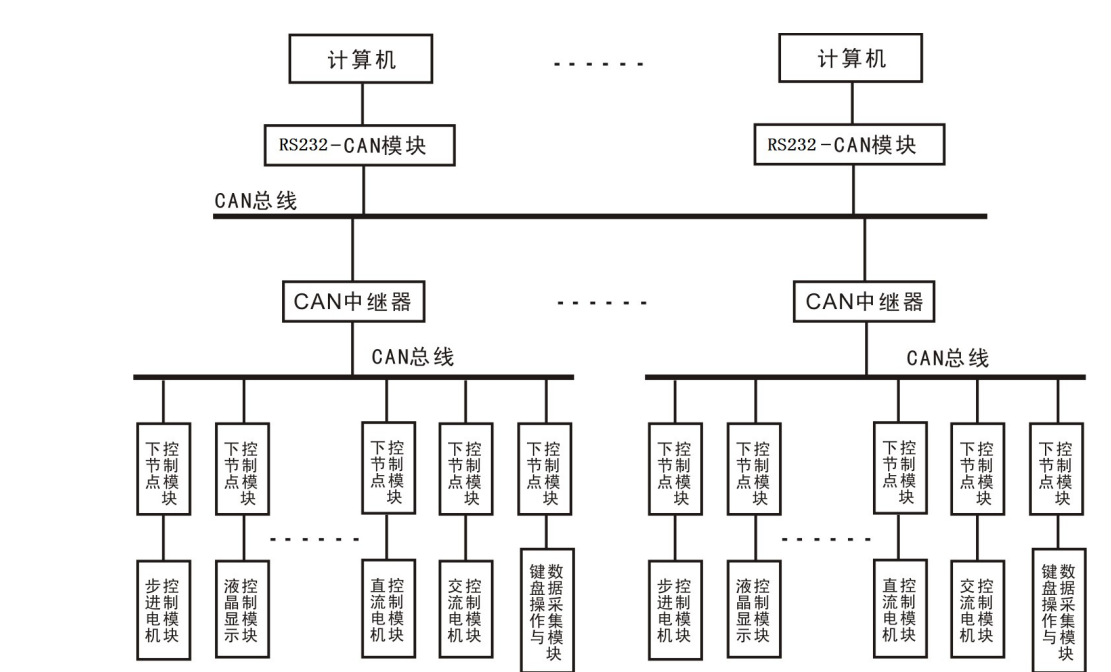 计算机
······
计算机
RS232-CAN模块
RS232-CAN模块
CAN总线
CAN中继器
······
CAN中继器
CAN总线
CAN总线
下节点
控制模块
下节点
控制模块
下节点
控制模块
下节点
控制模块
下节点
控制模块
下节点
控制模块
下节点
控制模块
下节点
控制模块
下节点
控制模块
下节点
控制模块
······
······
步进电机
控制模块
液晶显示
控制模块
直流电机
控制模块
交流电机
控制模块
键盘操作与
数据采集模块
步进电机
控制模块
液晶显示
控制模块
直流电机
控制模块
交流电机
控制模块
键盘操作与
数据采集模块